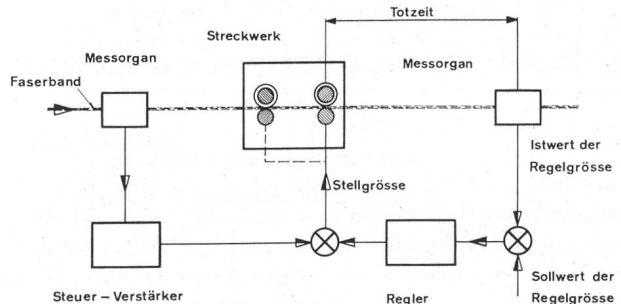 Totzeit
Streckwerk
Messorgan
Messorgan
Faserband
Istwert der
Regelgrösse
Stellgrösse
Steuer – Verstärker
Regler
Sollwert der
Regelgrösse